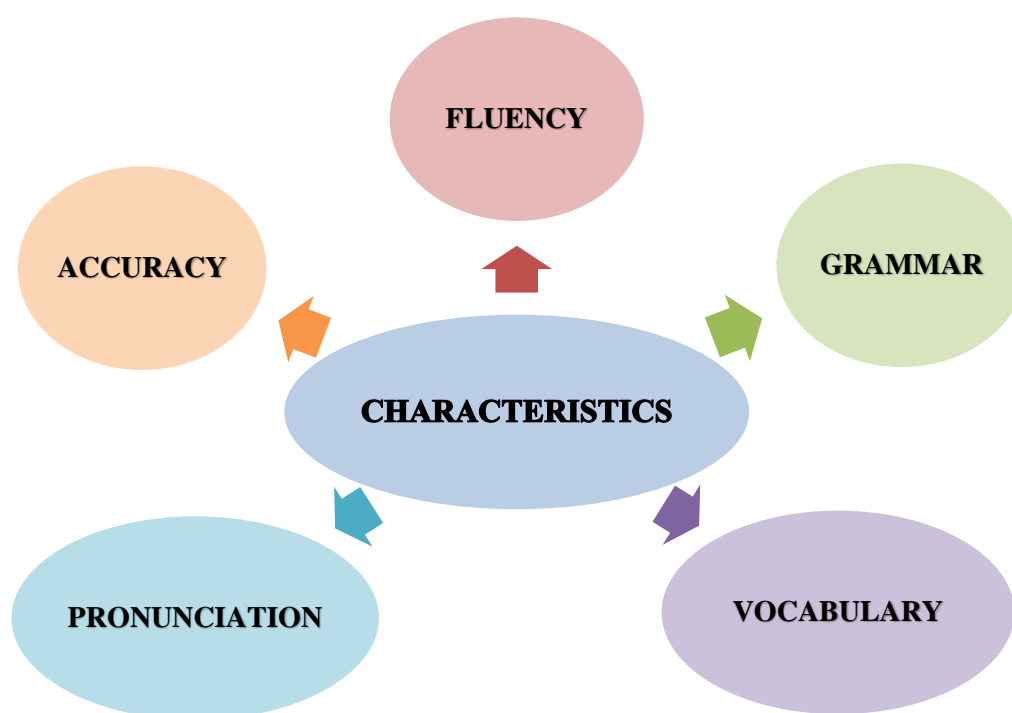 FLUENCY
ACCURACY
GRAMMAR
CHARACTERISTICS
PRONUNCIATION
VOCABULARY